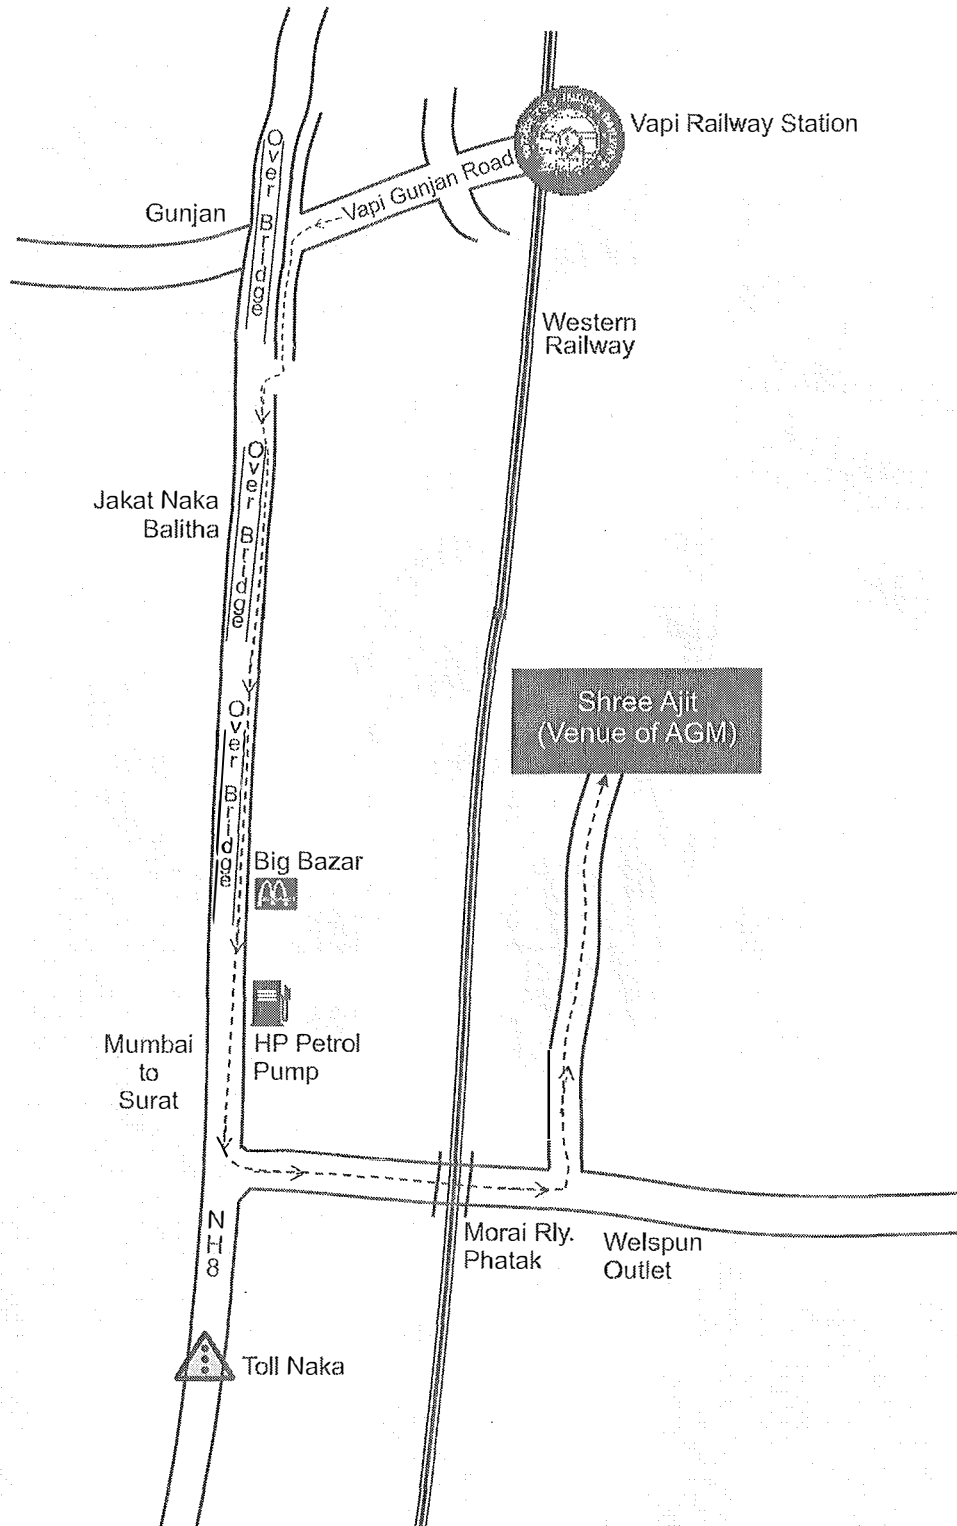 Vapi Railway Station
Vapi Gunjan Road
Gunjan
Over Bridge
Western
Railway
Over Bridge
Jakat Naka
Balitha
Shree Ajit
(Venue of AGM)
Over Bridge
Big Bazar
HP Petrol
Pump
Mumbai
to
Surat
Morai Rly.
Phatak
Welspun
Outlet
NH8
Toll Naka